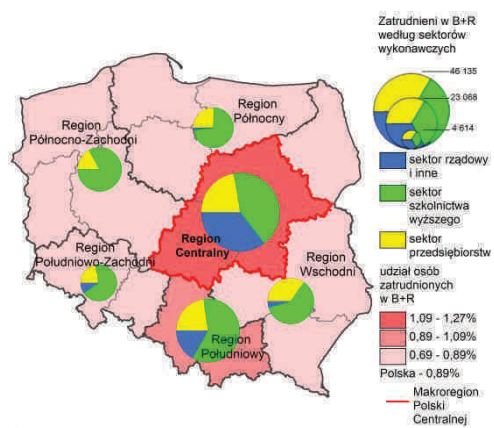 Zatrudnieni w B+R
według sektorów
wykonawczych
46 135
23 068
4 614
sektor rządowy
i inne
sektor
szkolnictwa
wyższego
sektor
przedsiębiorstw
udział osób
zatrudnionych
w B+R
1,09 - 1,27%
0,89 - 1,09%
0,69 - 0,89%
Polska - 0,89%
Makroregion
Polski
Centralnej
Region
Północny
Region
Północno-Zachodni
Region
Centralny
Region
Południowo-Zachodni
Region
Wschodni
Region
Południowy